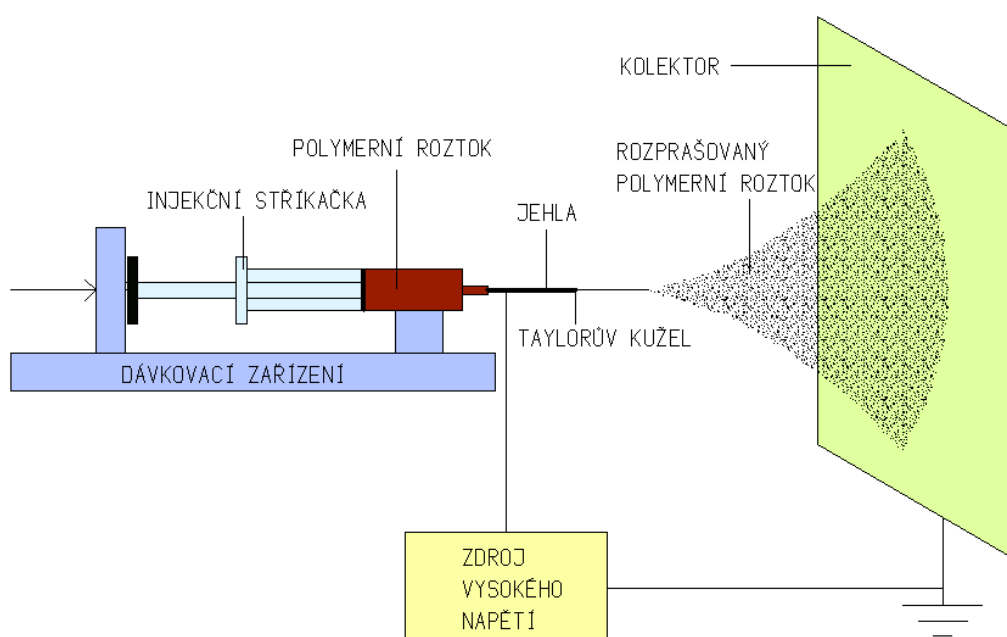 KOLEKTOR
POLYMERNÍ ROZTOK
ROZPRAŠOVANÝ
POLYMERNÍ ROZTOK
INJEKČNÍ STŘÍKAČKA
JEHLA
TAYLORŮV KUŽEL
DÁVKOVACÍ ZAŘÍZENÍ
ZDROJ
VYSOKÉHO
NAPĚTÍ